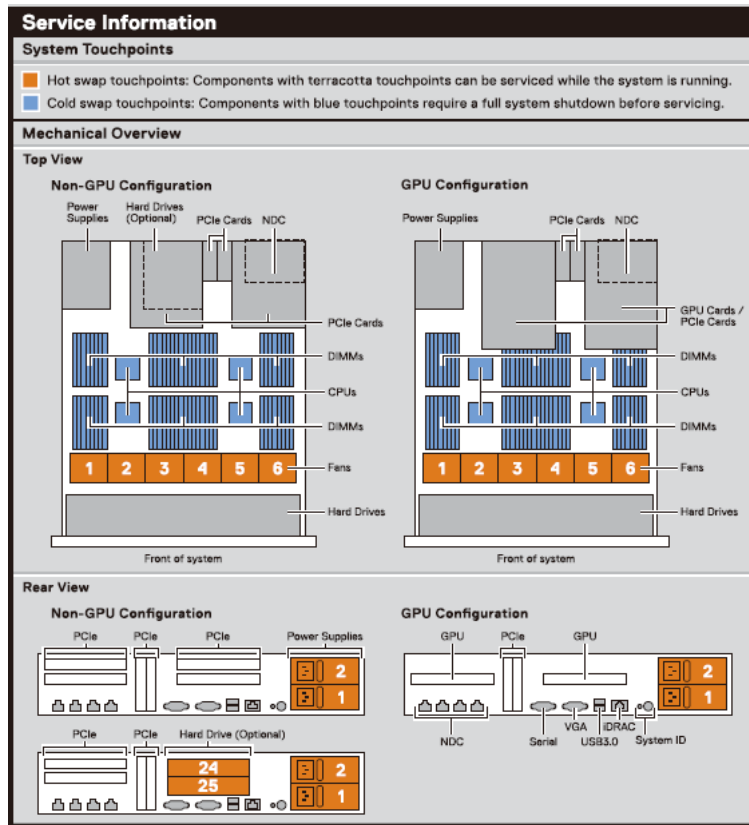 Service Information
System Touchpoints
Hot swap touchpoints: Components with terracotta touchpoints can be serviced while the system is running.
Cold swap touchpoints: Components with blue touchpoints require a full system shutdown before servicing.
Mechanical Overview
Top View
Non-GPU Configuration
Power Supplies
Hard Drives (Optional)
PCIe Cards
NDC
PCIe Cards
DIMMs
CPUs
DIMMs
1 2 3 4 5 6
Fans
Hard Drives
Front of system
GPU Configuration
Power Supplies
PCIe Cards
NDC
GPU Cards /
PCIe Cards
DIMMs
CPUs
DIMMs
1 2 3 4 5 6
Fans
Hard Drives
Front of system
Rear View
Non-GPU Configuration
PCIe PCIe PCIe Power Supplies
2
1
PCIe PCIe Hard Drive (Optional)
24
25
2
1
GPU Configuration
GPU PCIe GPU
2
1
NDC
Serial
VGA
USB3.0
iDRAC
System ID